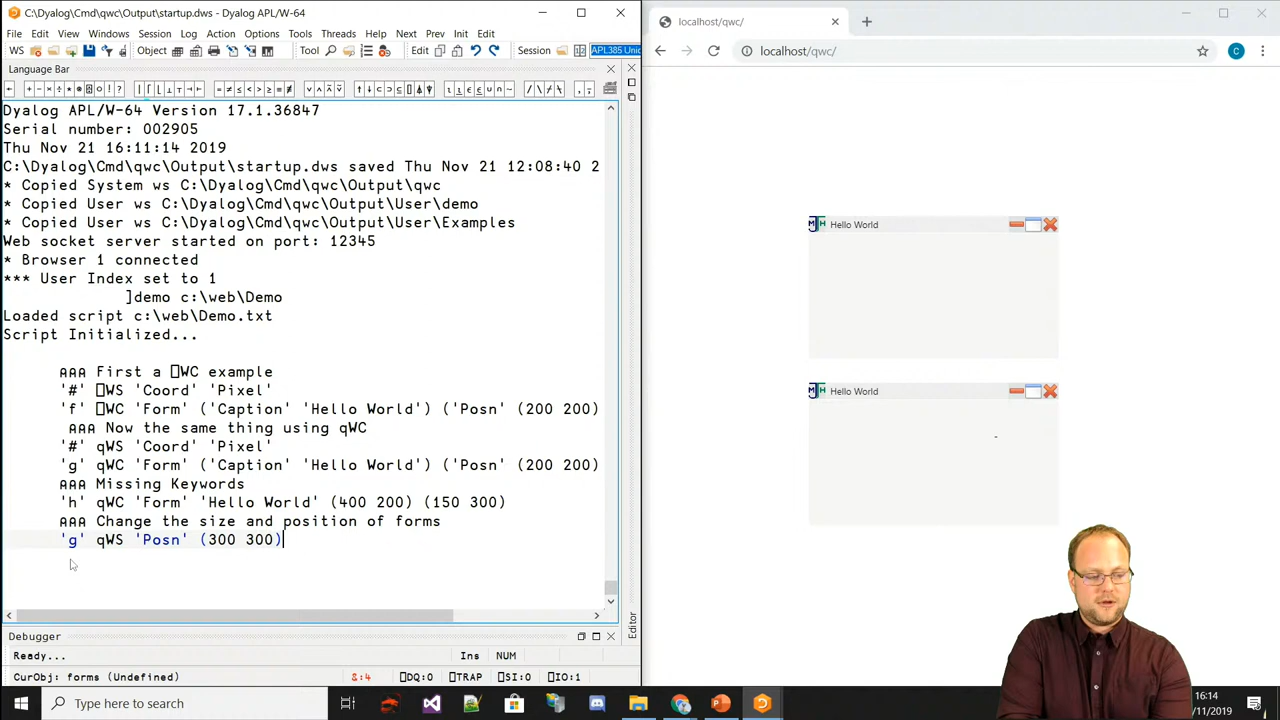 C:\Dyalog\Cmd\qwc\Output\startup.dws - Dyalog APL/W-64
File Edit View Windows Session Log Action Options Tools Threads Help Next Prev Init Edit
WS Object Tool Edit Session APL385 Unic
Language Bar
Dyalog APL/W-64 Version 17.1.36847
Serial number: 002905
Thu Nov 21 16:11:14 2019
C:\Dyalog\Cmd\qwc\Output\startup.dws saved Thu Nov 21 12:08:40 2
* Copied System ws C:\Dyalog\Cmd\qwc\Output\qwc
* Copied User ws C:\Dyalog\Cmd\qwc\Output\User\demo
* Copied User ws C:\Dyalog\Cmd\qwc\Output\User\Examples
Web socket server started on port: 12345
* Browser 1 connected
*** User Index set to 1
]demo c:\web\Demo
Loaded script c:\web\Demo.txt
Script Initialized...
⍝⍝⍝ First a ⎕WC example
'#' ⎕WS 'Coord' 'Pixel'
'f' ⎕WC 'Form' ('Caption' 'Hello World') ('Posn' (200 200)
⍝⍝⍝ Now the same thing using qWC
'#' qWS 'Coord' 'Pixel'
'g' qWC 'Form' ('Caption' 'Hello World') ('Posn' (200 200)
⍝⍝⍝ Missing Keywords
'h' qWC 'Form' 'Hello World' (400 200) (150 300)
⍝⍝⍝ Change the size and position of forms
'g' qWS 'Posn' (300 300)
Editor
Debugger
Ready...
Ins NUM
CurObj: forms (Undefined) &:4 ⎕DQ:0 ⎕TRAP ⎕SI:0 ⎕IO:1
localhost/qwc/
localhost/qwc/
C
Hello World
Hello World
Type here to search
16:14
/11/2019